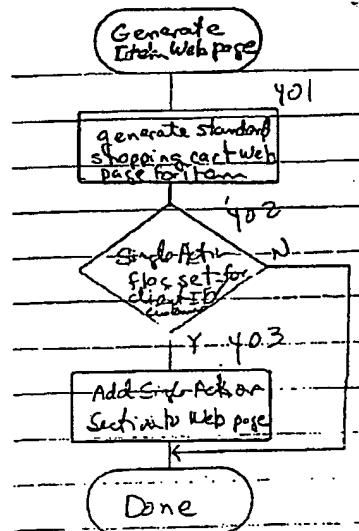 Generate
Item Web page
401
generate standard
shopping cart Web
page for item
402
Single-Action
flag set for
client ID
N
Y 403
Add Single-Action
Section to Web page
Done